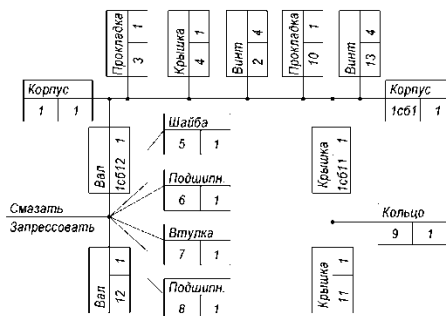 Прокладка 1
3
Крышка 1
4
Винт 4
2
Прокладка 1
10
Винт 4
13
Корпус
1 1
Корпус
1сб1 1
Вал 1
1сб12
Шайба
5 1
Крышка 1
1сб11
Подшипн.
6 1
Смазать
Запрессовать
Кольцо
9 1
Втулка
7 1
Вал 1
12
Подшипн.
8 1
Крышка 1
11